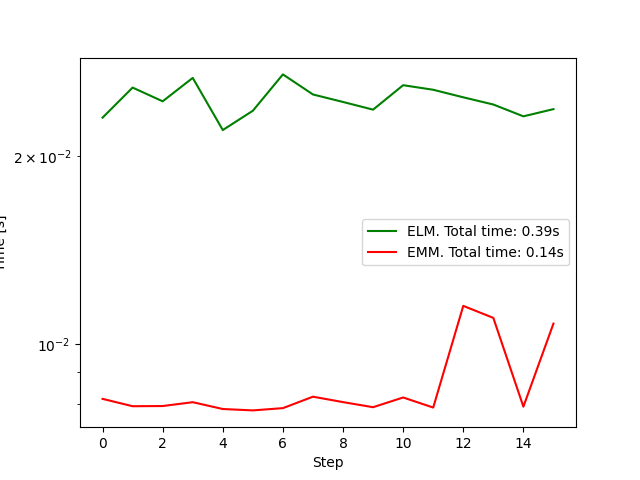 2 × 10⁻²
10⁻²
Time [s]
ELM. Total time: 0.39s
EMM. Total time: 0.14s
0 2 4 6 8 10 12 14
Step